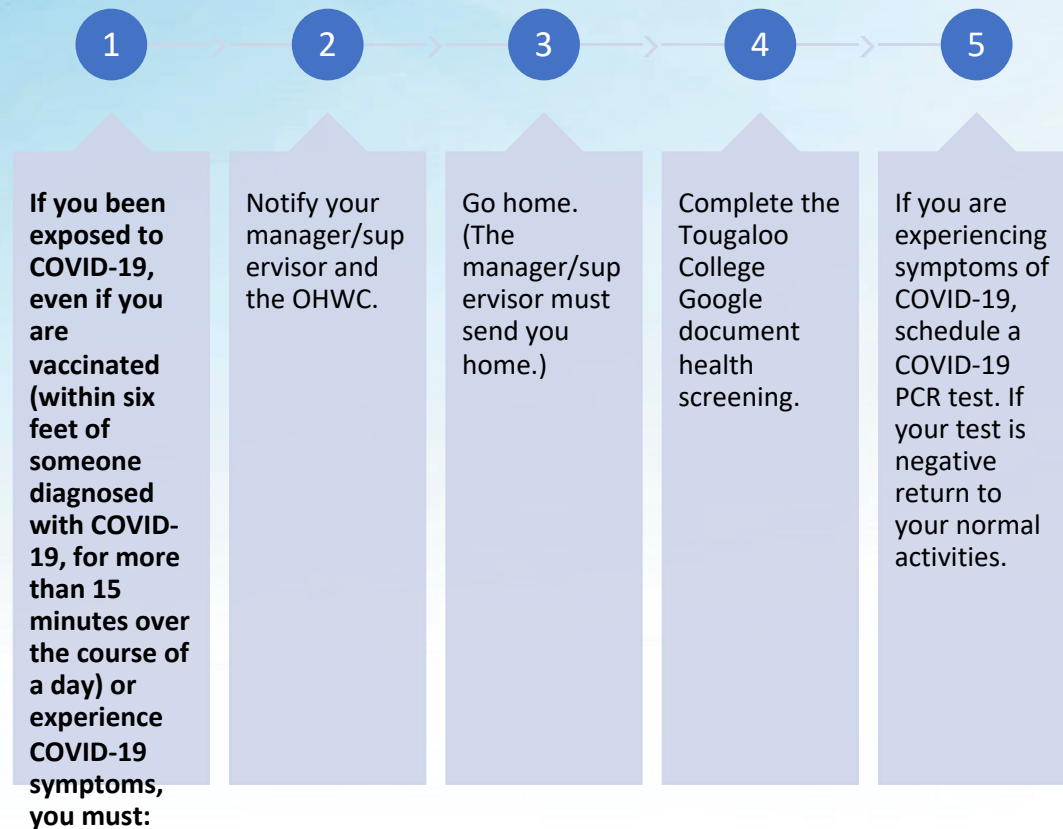 1
2
3
4
5
If you been
exposed to
COVID-19,
even if you
are
vaccinated
(within six
feet of
someone
diagnosed
with COVID-
19, for more
than 15
minutes over
the course of
a day) or
experience
COVID-19
symptoms,
you must:
Notify your
manager/sup
ervisor and
the OHWC.
Go home.
(The
manager/sup
ervisor must
send you
home.)
Complete the
Tougaloo
College
Google
document
health
screening.
If you are
experiencing
symptoms of
COVID-19,
schedule a
COVID-19
PCR test. If
your test is
negative
return to
your normal
activities.